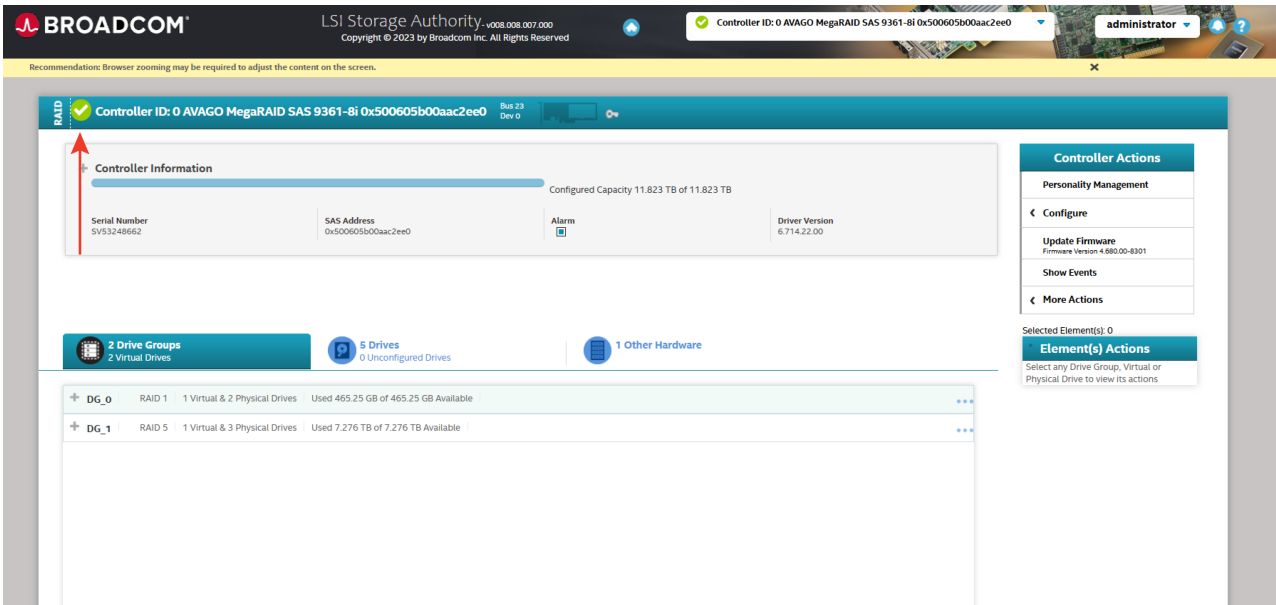 BROADCOM®
LSI Storage Authority- v008.008.007.000
Copyright © 2023 by Broadcom Inc. All Rights Reserved
Controller ID: 0 AVAGO MegaRAID SAS 9361-8i 0x500605b00aac2ee0
administrator
?
Recommendation: Browser zooming may be required to adjust the content on the screen.
RAID
Controller ID: 0 AVAGO MegaRAID SAS 9361-8i 0x500605b00aac2ee0
Bus 23
Dev 0
Controller Information
Configured Capacity 11.823 TB of 11.823 TB
Serial Number
SV53248662
SAS Address
0x500605b00aac2ee0
Alarm
Driver Version
6.714.22.00
Controller Actions
Personality Management
Configure
Update Firmware
Firmware Version 4.680.00-8301
Show Events
More Actions
2 Drive Groups
2 Virtual Drives
5 Drives
0 Unconfigured Drives
1 Other Hardware
Selected Element(s): 0
Element(s) Actions
Select any Drive Group, Virtual or
Physical Drive to view its actions
DG_0 RAID 1 1 Virtual & 2 Physical Drives Used 465.25 GB of 465.25 GB Available
DG_1 RAID 5 1 Virtual & 3 Physical Drives Used 7.276 TB of 7.276 TB Available